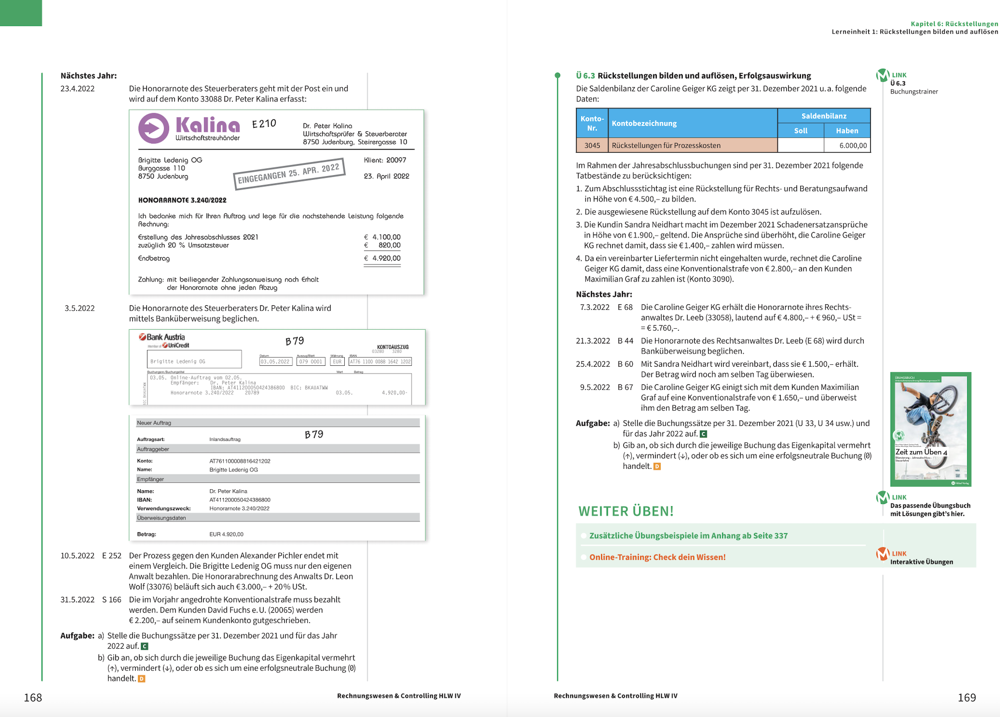 Nächstes Jahr:
23.4.2022 Die Honorarnote des Steuerberaters geht mit der Post ein und
wird auf dem Konto 33088 Dr. Peter Kalina erfasst:
Kalina
Wirtschaftstreuhänder
E 210
Dr. Peter Kalina
Wirtschaftsprüfer & Steuerberater
8750 Judenburg, Steirergasse 10
Brigitte Ledenig OG
Burggasse 110
8750 Judenburg
EINGEGANGEN 25. APR. 2022
Klient: 20097
23. April 2022
HONORARNOTE 3.240/2022
Ich bedanke mich für Ihren Auftrag und lege für die nachstehende Leistung folgende
Rechnung:
Erstellung des Jahresabschlusses 2021 € 4.100,00
zuzüglich 20 % Umsatzsteuer € 820,00
Endbetrag € 4.920,00
Zahlung: mit beiliegender Zahlungsanweisung nach Erhalt
der Honorarnote ohne jeden Abzug
3.5.2022 Die Honorarnote des Steuerberaters Dr. Peter Kalina wird
mittels Banküberweisung beglichen.
Bank Austria
Member of UniCredit
B 79
KONTOAUSZUG
03280 3280
Datum Auszug/Blatt Währung IBAN
Brigitte Ledenig OG 03.05.2022 079 0001 EUR AT76 1100 0088 1642 1202
Buchungsnr./Buchungstitel Wert Betrag
03.05. Online-Auftrag vom 02.05.
Empfänger: Dr. Peter Kalina
IBAN: AT411200050424386800 BIC: BKAUATWW
Honorarnote 3.240/2022 20789 03.05. 4.920.00-
BIC BKAUATWW
Neuer Auftrag
B 79
Auftragsart: Inlandsauftrag
Auftraggeber
Konto: AT761100008816421202
Name: Brigitte Ledenig OG
Empfänger
Name: Dr. Peter Kalina
IBAN: AT411200050424386800
Verwendungszweck: Honorarnote 3.240/2022
Überweisungsdaten
Betrag: EUR 4.920,00
10.5.2022 E 252 Der Prozess gegen den Kunden Alexander Pichler endet mit
einem Vergleich. Die Brigitte Ledenig OG muss nur den eigenen
Anwalt bezahlen. Die Honorarabrechnung des Anwalts Dr. Leon
Wolf (33076) beläuft sich auch € 3.000,– + 20 % USt.
31.5.2022 S 166 Die im Vorjahr angedrohte Konventionalstrafe muss bezahlt
werden. Dem Kunden David Fuchs e. U. (20065) werden
€ 2.200,– auf seinem Kundenkonto gutgeschrieben.
Aufgabe: a) Stelle die Buchungssätze per 31. Dezember 2021 und für das Jahr
2022 auf. C
b) Gib an, ob sich durch die jeweilige Buchung das Eigenkapital vermehrt
(↑), vermindert (↓), oder ob es sich um eine erfolgsneutrale Buchung (0)
handelt. D
168
Rechnungswesen & Controlling HLW IV
Kapitel 6: Rückstellungen
Lerneinheit 1: Rückstellungen bilden und auflösen
Ü 6.3 Rückstellungen bilden und auflösen, Erfolgsauswirkung
Die Saldenbilanz der Caroline Geiger KG zeigt per 31. Dezember 2021 u. a. folgende
Daten:
Konto-
Nr.
Kontobezeichnung
Saldenbilanz
Soll Haben
3045 Rückstellungen für Prozesskosten 6.000,00
Im Rahmen der Jahresabschlussbuchungen sind per 31. Dezember 2021 folgende
Tatbestände zu berücksichtigen:
1. Zum Abschlussstichtag ist eine Rückstellung für Rechts- und Beratungsaufwand
in Höhe von € 4.500,– zu bilden.
2. Die ausgewiesene Rückstellung auf dem Konto 3045 ist aufzulösen.
3. Die Kundin Sandra Neidhart macht im Dezember 2021 Schadenersatzansprüche
in Höhe von € 1.900,– geltend. Die Ansprüche sind überhöht, die Caroline Geiger
KG rechnet damit, dass sie € 1.400,– zahlen wird müssen.
4. Da ein vereinbarter Liefertermin nicht eingehalten wurde, rechnet die Caroline
Geiger KG damit, dass eine Konventionalstrafe von € 2.800,– an den Kunden
Maximilian Graf zu zahlen ist (Konto 3090).
Nächstes Jahr:
7.3.2022 E 68 Die Caroline Geiger KG erhält die Honorarnote ihres Rechts-
anwaltes Dr. Leeb (33058), lautend auf € 4.800,– + € 960,– USt =
= € 5.760,–.
21.3.2022 B 44 Die Honorarnote des Rechtsanwaltes Dr. Leeb (E 68) wird durch
Banküberweisung beglichen.
25.4.2022 B 60 Mit Sandra Neidhart wird vereinbart, dass sie € 1.500,– erhält.
Der Betrag wird noch am selben Tag überwiesen.
9.5.2022 B 67 Die Caroline Geiger KG einigt sich mit dem Kunden Maximilian
Graf auf eine Konventionalstrafe von € 1.650,– und überweist
ihm den Betrag am selben Tag.
Aufgabe: a) Stelle die Buchungssätze per 31. Dezember 2021 (U 33, U 34 usw.) und
für das Jahr 2022 auf. C
b) Gib an, ob sich durch die jeweilige Buchung das Eigenkapital vermehrt
(↑), vermindert (↓), oder ob es sich um eine erfolgsneutrale Buchung (0)
handelt. D
LINK
Ü 6.3
Buchungstrainer
ÜBUNGSBUCH
Zeit zum Üben 4
Bilanzierung – Jahresabschluss –
Steuerlehre
LINK
Das passende Übungsbuch
mit Lösungen gibt's hier.
WEITER ÜBEN!
Zusätzliche Übungsbeispiele im Anhang ab Seite 337
Online-Training: Check dein Wissen!
LINK
Interaktive Übungen
Rechnungswesen & Controlling HLW IV
169